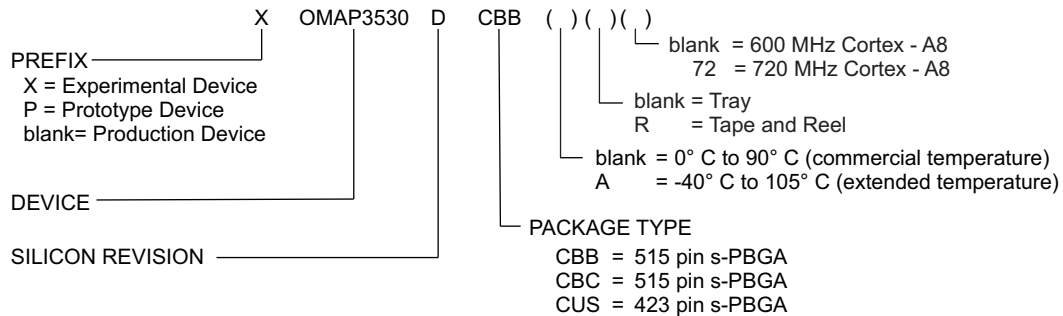 X OMAP3530 D CBB ( ) ( ) ( )
PREFIX
X = Experimental Device
P = Prototype Device
blank= Production Device
blank = 600 MHz Cortex - A8
72 = 720 MHz Cortex - A8
blank = Tray
R = Tape and Reel
blank = 0° C to 90° C (commercial temperature)
A = -40° C to 105° C (extended temperature)
DEVICE
SILICON REVISION
PACKAGE TYPE
CBB = 515 pin s-PBGA
CBC = 515 pin s-PBGA
CUS = 423 pin s-PBGA